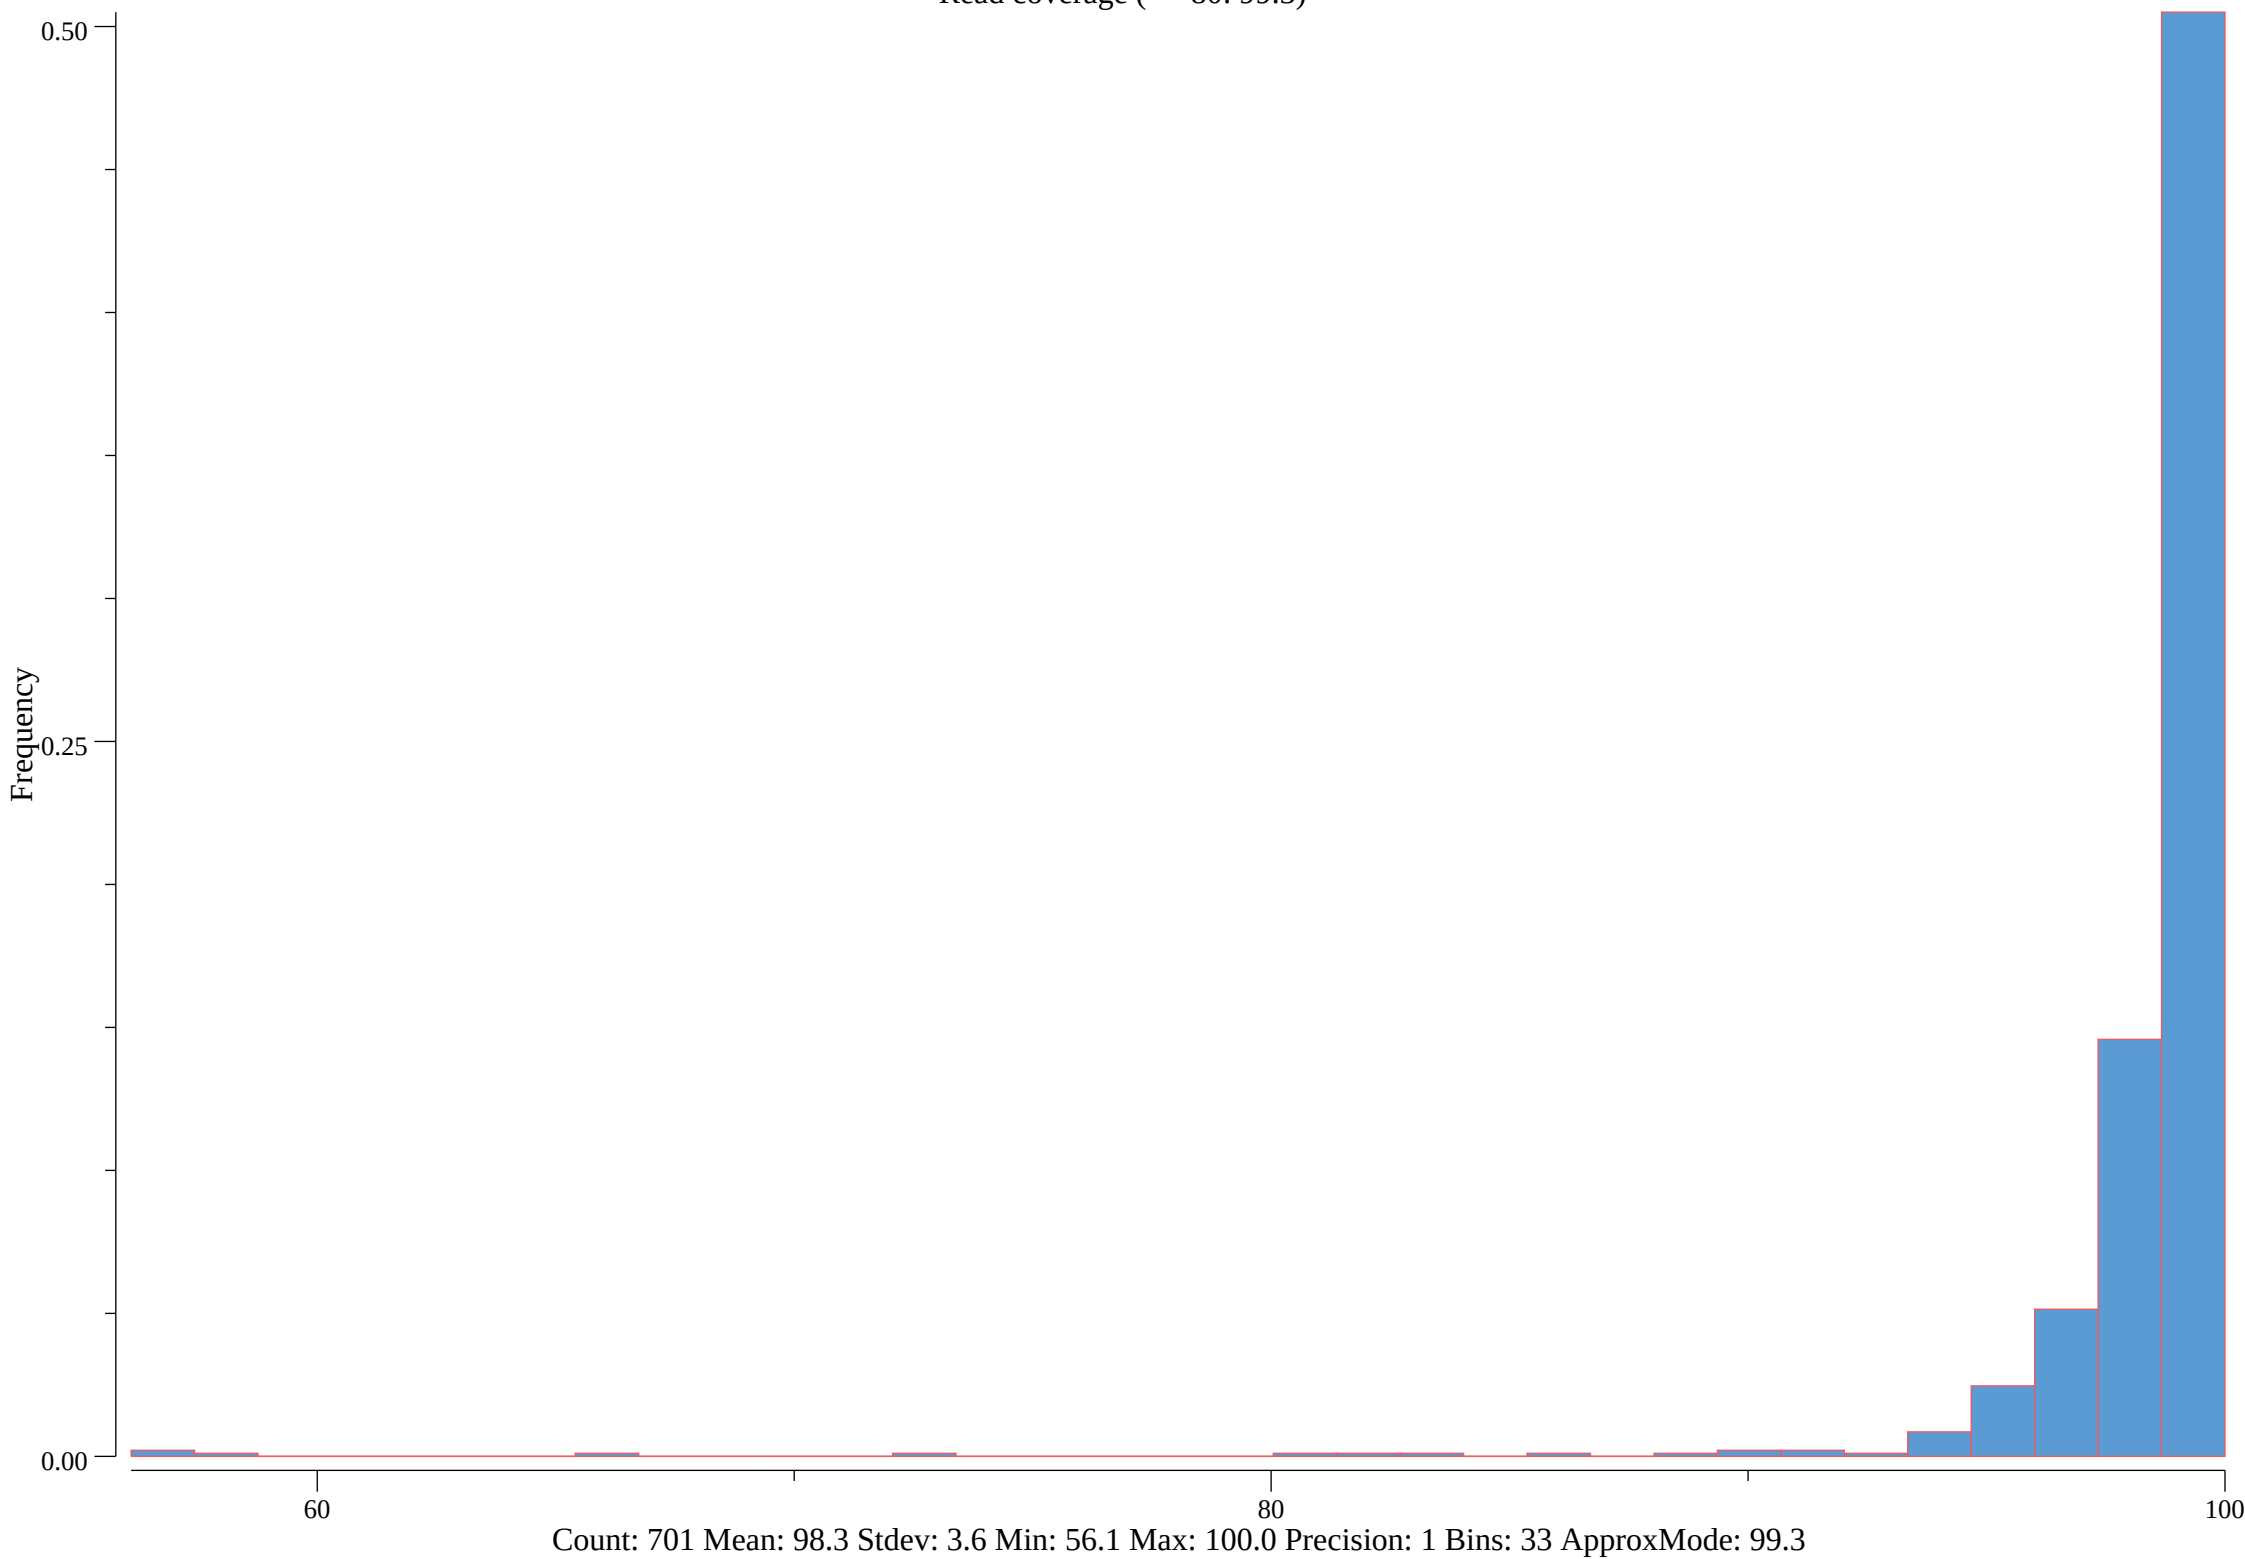 0.50
0.25
0.00
Frequency
60 80 100
Count: 701 Mean: 98.3 Stdev: 3.6 Min: 56.1 Max: 100.0 Precision: 1 Bins: 33 ApproxMode: 99.3